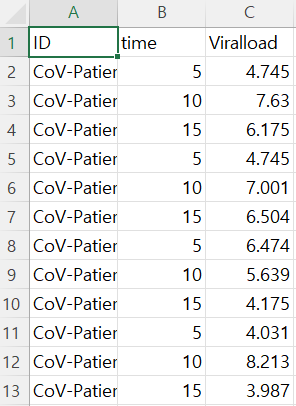 A B C
1 ID time Viralload
2 CoV-Patier 5 4.745
3 CoV-Patier 10 7.63
4 CoV-Patier 15 6.175
5 CoV-Patier 5 4.745
6 CoV-Patier 10 7.001
7 CoV-Patier 15 6.504
8 CoV-Patier 5 6.474
9 CoV-Patier 10 5.639
10 CoV-Patier 15 4.175
11 CoV-Patier 5 4.031
12 CoV-Patier 10 8.213
13 CoV-Patier 15 3.987